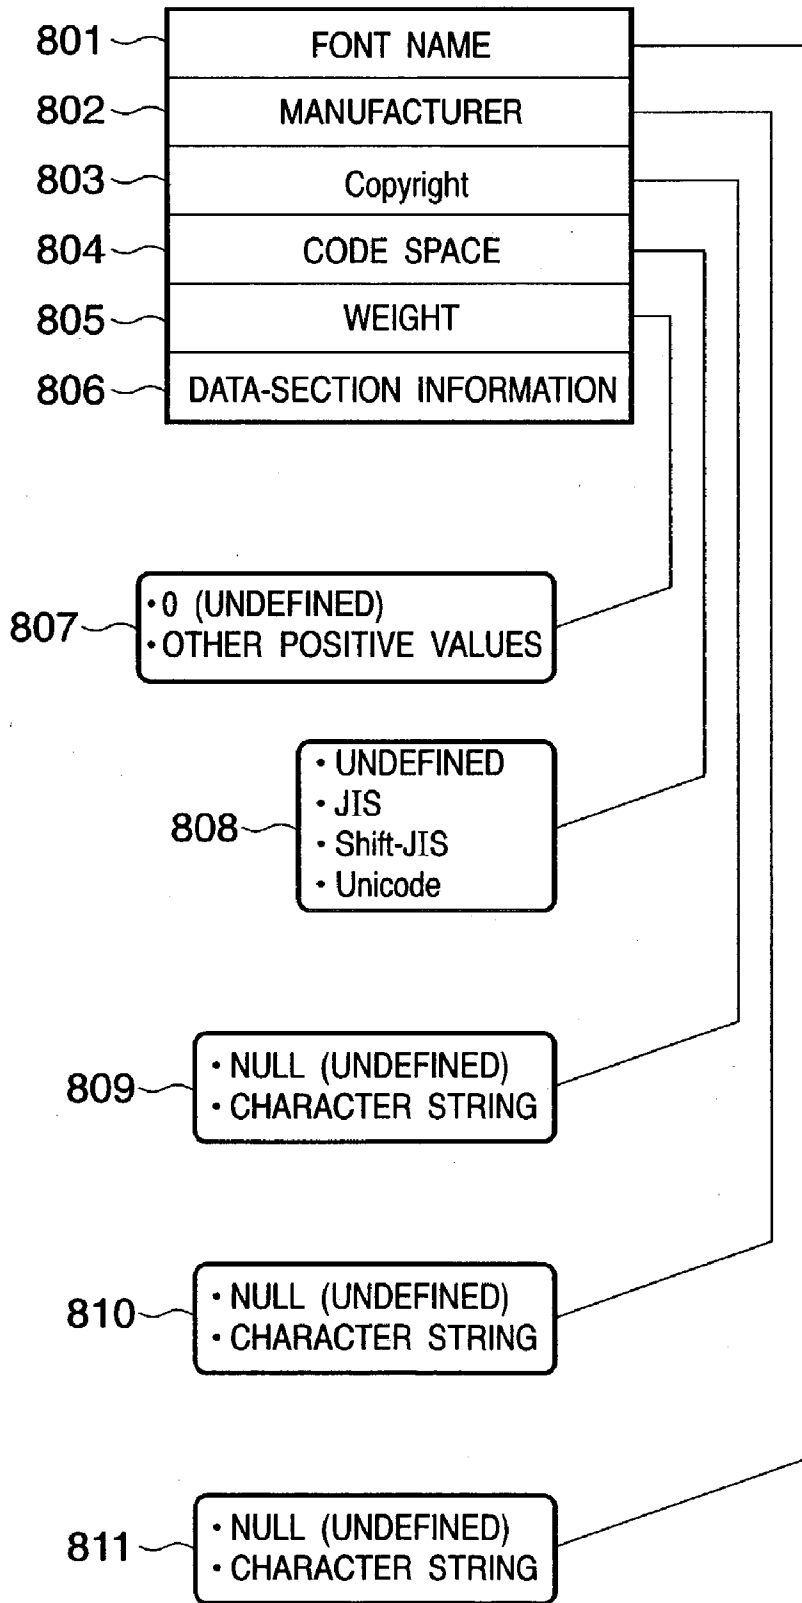 801 FONT NAME
802 MANUFACTURER
803 Copyright
804 CODE SPACE
805 WEIGHT
806 DATA-SECTION INFORMATION
807 · 0 (UNDEFINED)
· OTHER POSITIVE VALUES
808 · UNDEFINED
· JIS
· Shift-JIS
· Unicode
809 · NULL (UNDEFINED)
· CHARACTER STRING
810 · NULL (UNDEFINED)
· CHARACTER STRING
811 · NULL (UNDEFINED)
· CHARACTER STRING